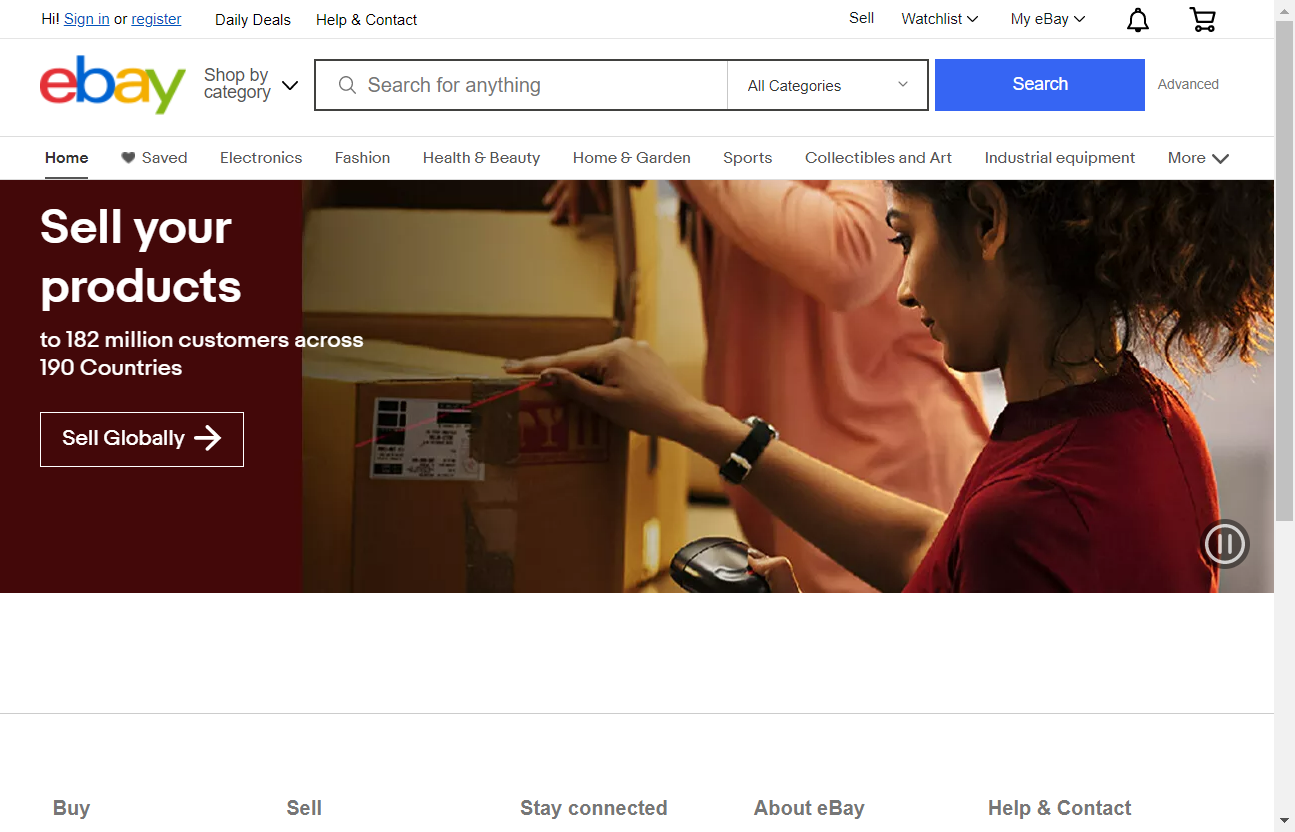 Hi! Sign in or register
Daily Deals
Help & Contact
Sell
Watchlist
My eBay
ebay
Shop by
category
Search for anything
All Categories
Search
Advanced
Home
Saved
Electronics
Fashion
Health & Beauty
Home & Garden
Sports
Collectibles and Art
Industrial equipment
More
Sell your
products
to 182 million customers across
190 Countries
Sell Globally
Buy
Sell
Stay connected
About eBay
Help & Contact